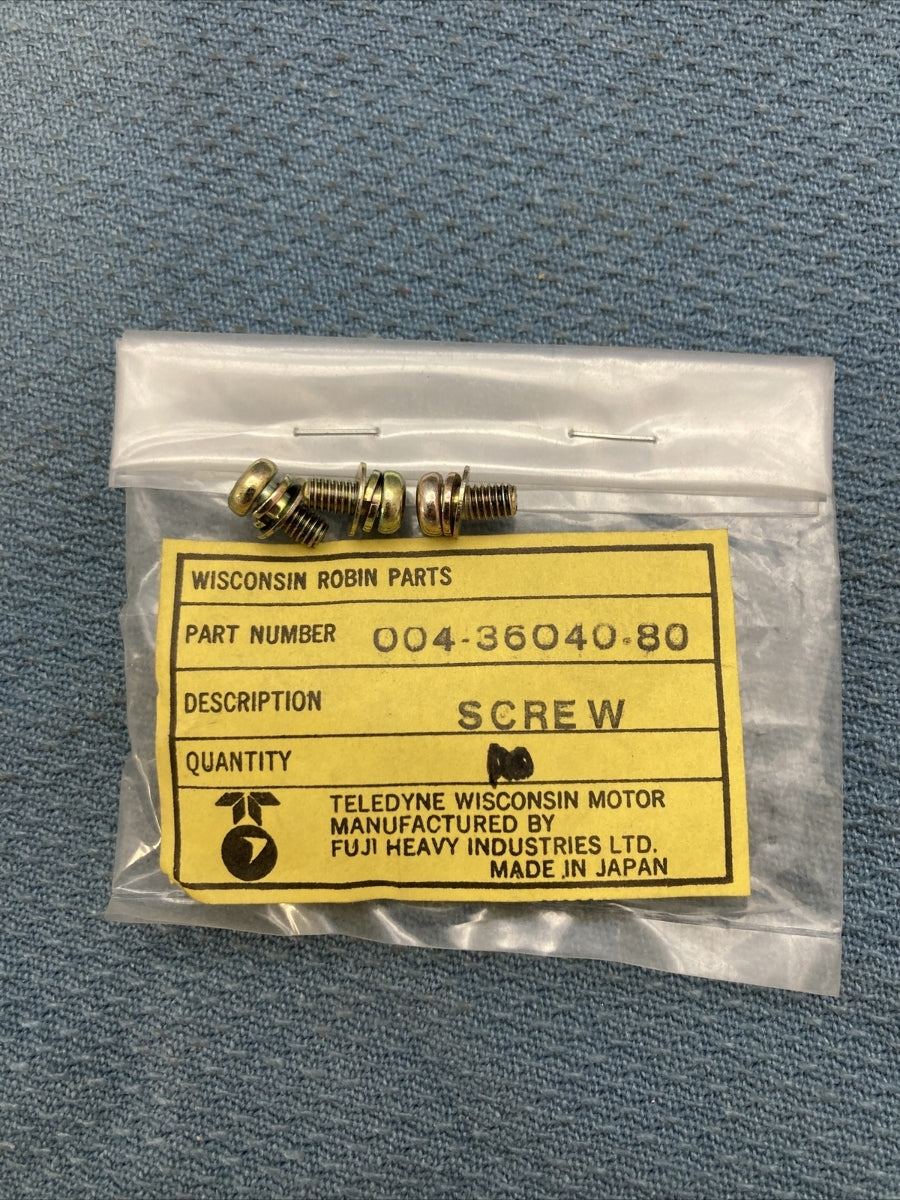 WISCONSIN ROBIN PARTS
PART NUMBER 004-36040-80
DESCRIPTION SCREW
QUANTITY
TELEDYNE WISCONSIN MOTOR
MANUFACTURED BY
FUJI HEAVY INDUSTRIES LTD.
MADE IN JAPAN